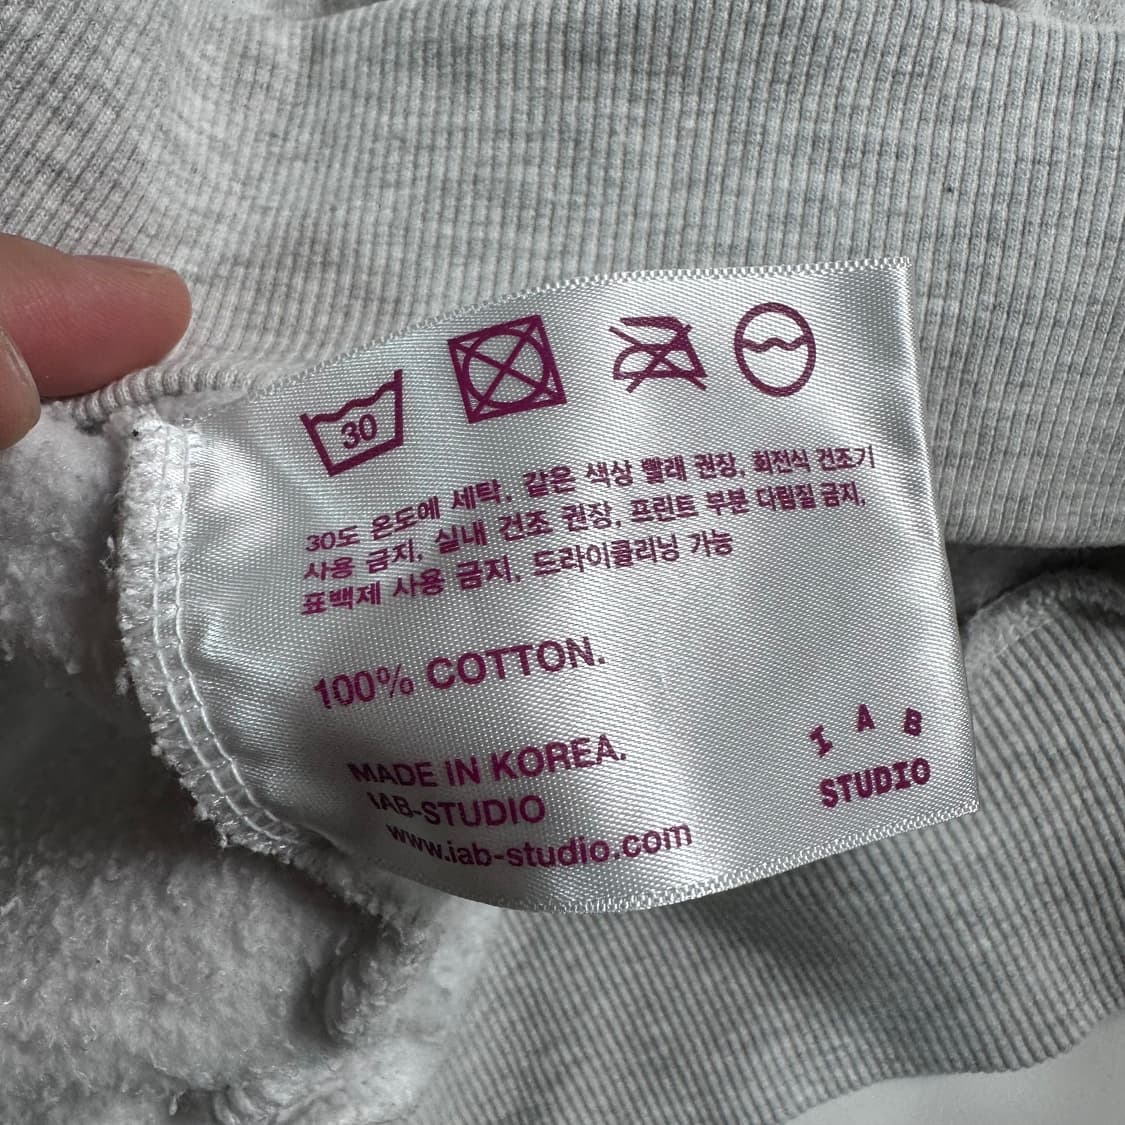 30
30도 온도에 세탁, 같은 색상 빨래 권장, 회전식 건조기
사용 금지, 실내 건조 권장, 프린트 부분 다림질 금지,
표백제 사용 금지, 드라이클리닝 가능
100% COTTON.
MADE IN KOREA.
IAB-STUDIO
www.iab-studio.com
I A B
STUDIO